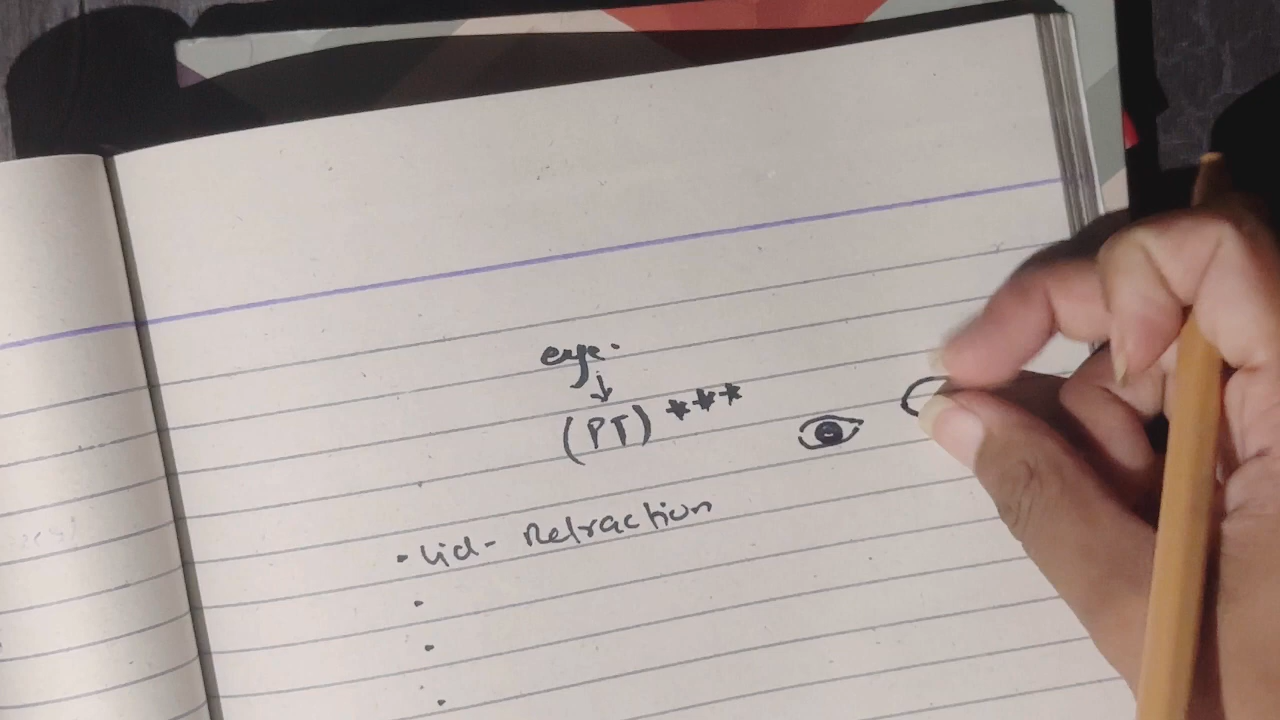 eye.
↓
(PT) ***
• Lid - Retraction
•
•
•